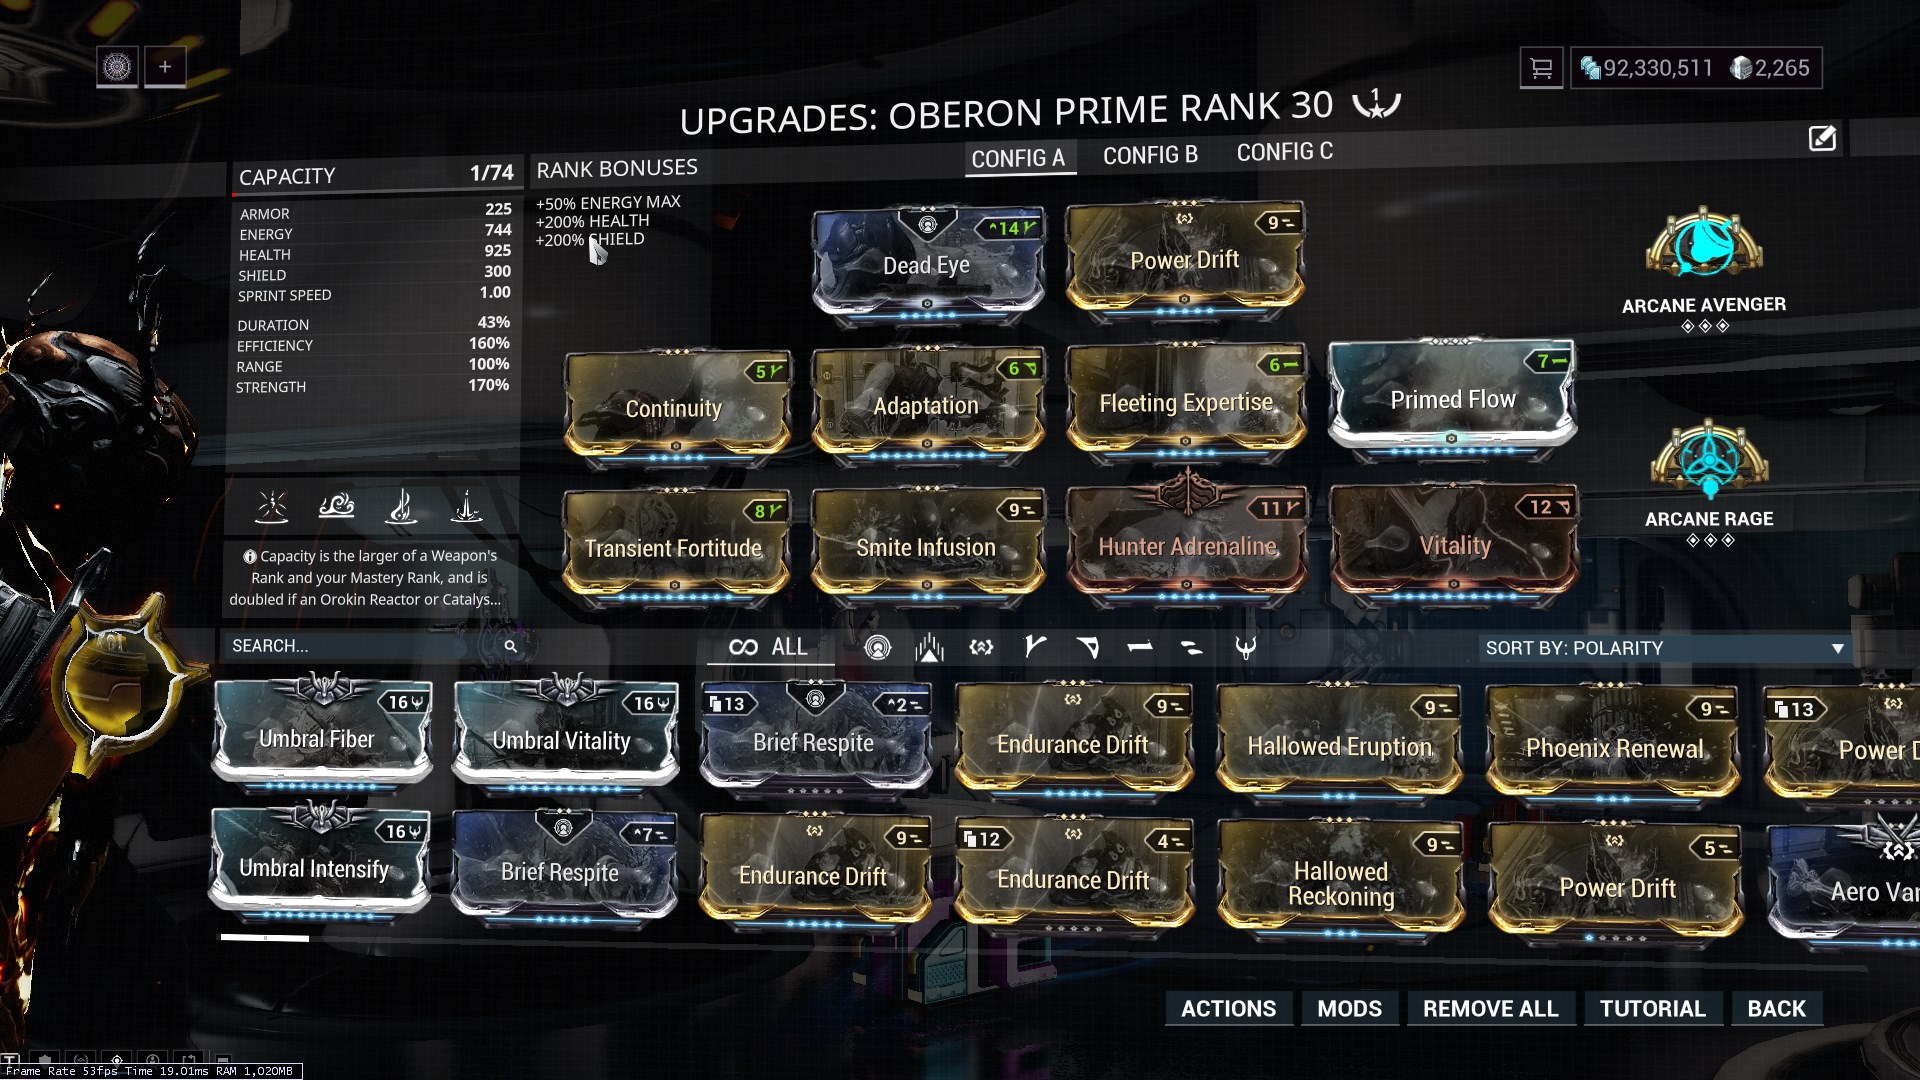 92,330,511 2,265
UPGRADES: OBERON PRIME RANK 30 1
CONFIG A CONFIG B CONFIG C
CAPACITY 1/74
ARMOR 225
ENERGY 744
HEALTH 925
SHIELD 300
SPRINT SPEED 1.00
DURATION 43%
EFFICIENCY 160%
RANGE 100%
STRENGTH 170%
RANK BONUSES
+50% ENERGY MAX
+200% HEALTH
+200% SHIELD
14
Dead Eye
9
Power Drift
ARCANE AVENGER
5
Continuity
6
Adaptation
6
Fleeting Expertise
7
Primed Flow
ARCANE RAGE
8
Transient Fortitude
9
Smite Infusion
11
Hunter Adrenaline
12
Vitality
Capacity is the larger of a Weapon's
Rank and your Mastery Rank, and is
doubled if an Orokin Reactor or Catalys...
SEARCH...
ALL
SORT BY: POLARITY
16
Umbral Fiber
16
Umbral Vitality
13 2
Brief Respite
9
Endurance Drift
9
Hallowed Eruption
9
Phoenix Renewal
13
Power D
16
Umbral Intensify
7
Brief Respite
9
Endurance Drift
12 4
Endurance Drift
9
Hallowed
Reckoning
5
Power Drift
Aero Van
ACTIONS MODS REMOVE ALL TUTORIAL BACK
Frame Rate 53fps Time 19.01ms RAM 1,020MB